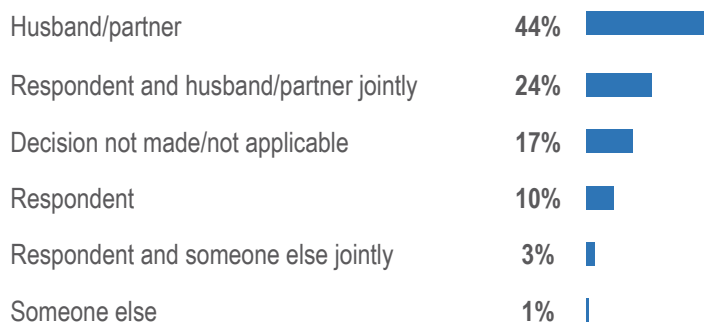 Husband/partner 44%
Respondent and husband/partner jointly 24%
Decision not made/not applicable 17%
Respondent 10%
Respondent and someone else jointly 3%
Someone else 1%